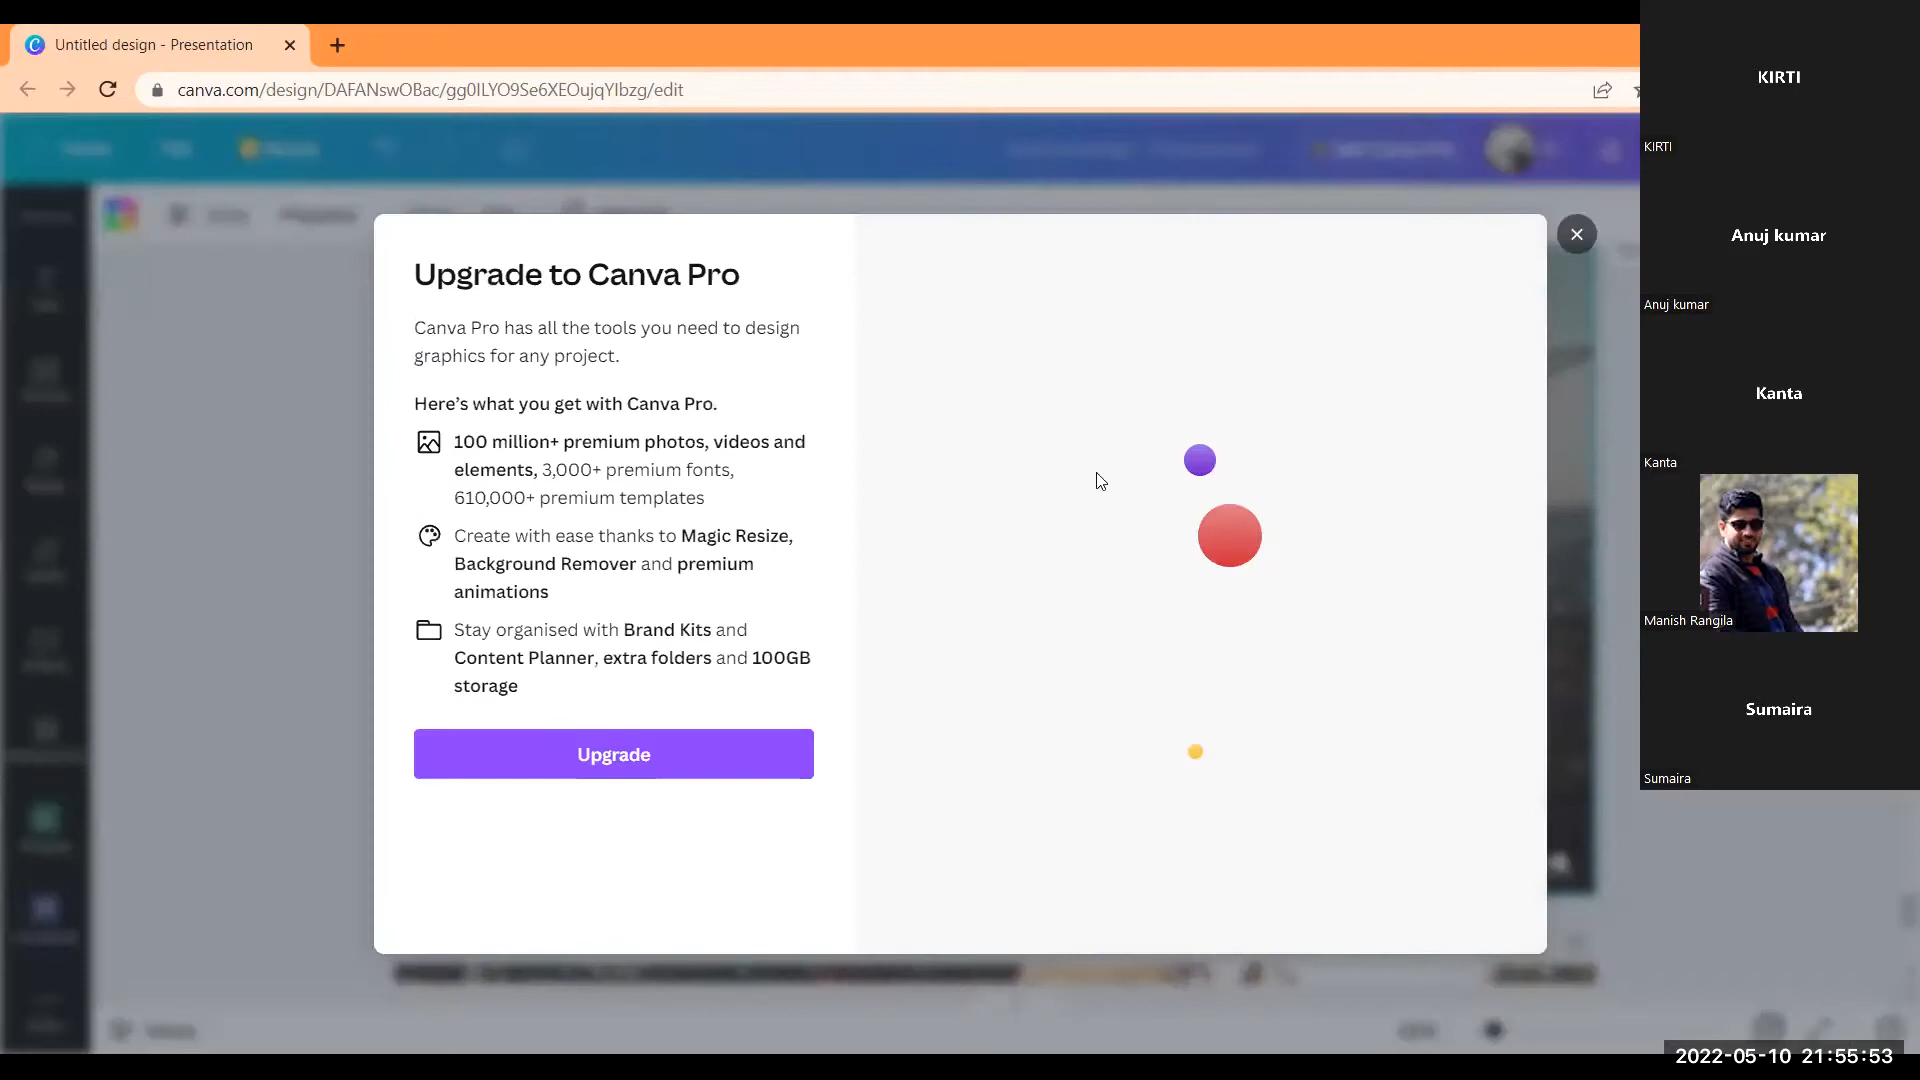 Untitled design - Presentation
canva.com/design/DAFANswOBac/gg0ILYO9Se6XEOujqYIbzg/edit
Upgrade to Canva Pro
Canva Pro has all the tools you need to design
graphics for any project.
Here’s what you get with Canva Pro.
100 million+ premium photos, videos and
elements, 3,000+ premium fonts,
610,000+ premium templates
Create with ease thanks to Magic Resize,
Background Remover and premium
animations
Stay organised with Brand Kits and
Content Planner, extra folders and 100GB
storage
Upgrade
KIRTI
KIRTI
Anuj kumar
Anuj kumar
Kanta
Kanta
Manish Rangila
Sumaira
Sumaira
2022-05-10 21:55:53